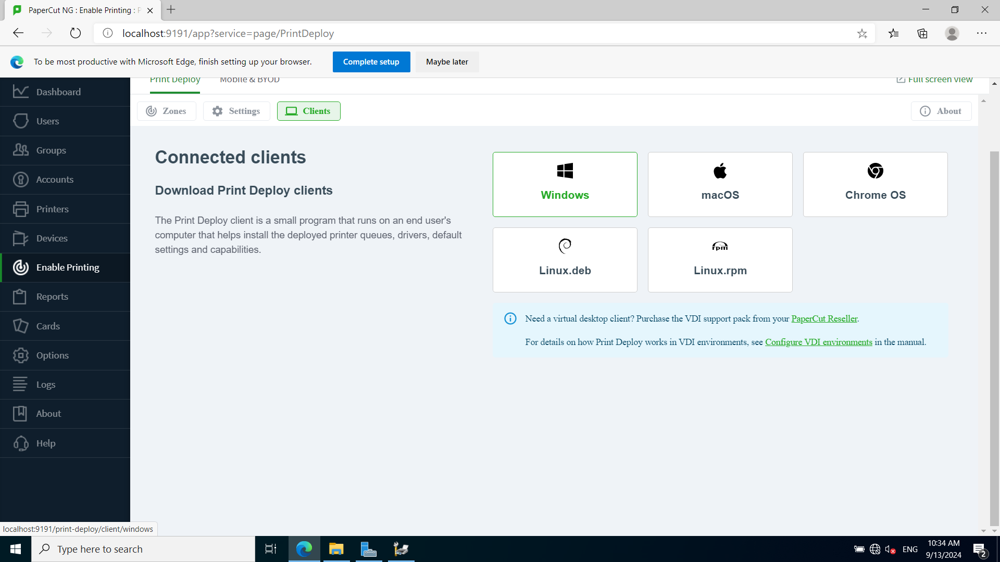 PaperCut NG : Enable Printing : P
localhost:9191/app?service=page/PrintDeploy
To be most productive with Microsoft Edge, finish setting up your browser.
Complete setup
Maybe later
Print Deploy
Mobile & BYOD
Full screen view
Dashboard
Users
Groups
Accounts
Printers
Devices
Enable Printing
Reports
Cards
Options
Logs
About
Help
Zones
Settings
Clients
About
Connected clients
Download Print Deploy clients
The Print Deploy client is a small program that runs on an end user's
computer that helps install the deployed printer queues, drivers, default
settings and capabilities.
Windows
macOS
Chrome OS
Linux.deb
rpm
Linux.rpm
Need a virtual desktop client? Purchase the VDI support pack from your PaperCut Reseller.
For details on how Print Deploy works in VDI environments, see Configure VDI environments in the manual.
localhost:9191/print-deploy/client/windows
Type here to search
ENG
10:34 AM
9/13/2024
2